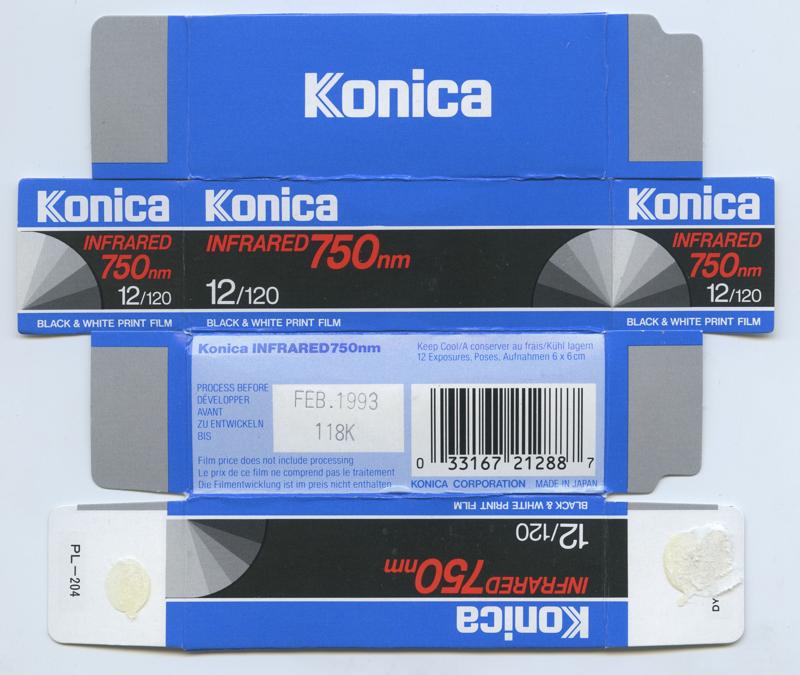 Konica
Konica
INFRARED
750nm
12/120
BLACK & WHITE PRINT FILM
Konica
INFRARED750nm
12/120
BLACK & WHITE PRINT FILM
Konica
INFRARED
750nm
12/120
BLACK & WHITE PRINT FILM
Konica INFRARED750nm
Keep Cool/A conserver au frais/Kühl lagern
12 Exposures, Poses, Aufnahmen 6 x 6cm
PROCESS BEFORE
DÉVELOPPER
AVANT
ZU ENTWICKELN
BIS
FEB.1993
118K
0 33167 21288 7
Film price does not include processing
Le prix de ce film ne comprend pas le traitement
Die Filmentwicklung ist im preis nicht enthalten
KONICA CORPORATION MADE IN JAPAN
Konica
INFRARED750nm
12/120
BLACK & WHITE PRINT FILM
PL-204
DY